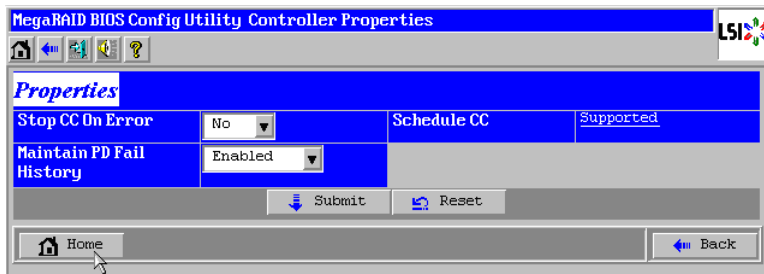 MegaRAID BIOS Config Utility Controller Properties
LSI
Properties
Stop CC On Error No Schedule CC Supported
Maintain PD Fail History Enabled
Submit Reset
Home Back